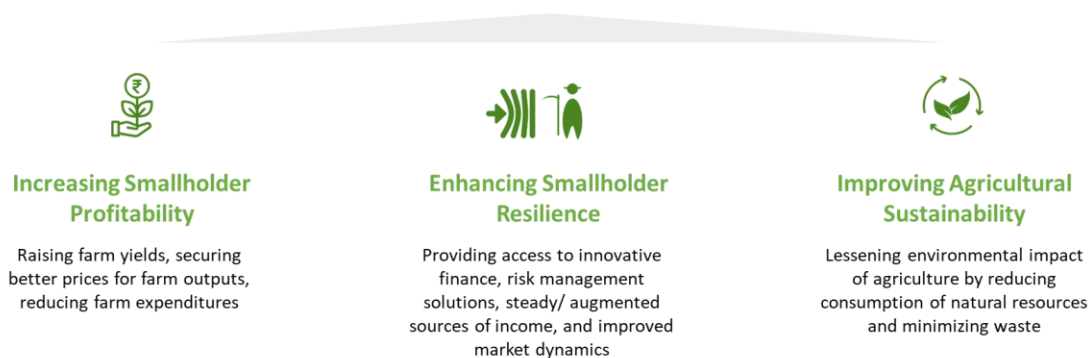 ₹
Increasing Smallholder
Profitability
Raising farm yields, securing
better prices for farm outputs,
reducing farm expenditures
Enhancing Smallholder
Resilience
Providing access to innovative
finance, risk management
solutions, steady/ augmented
sources of income, and improved
market dynamics
Improving Agricultural
Sustainability
Lessening environmental impact
of agriculture by reducing
consumption of natural resources
and minimizing waste